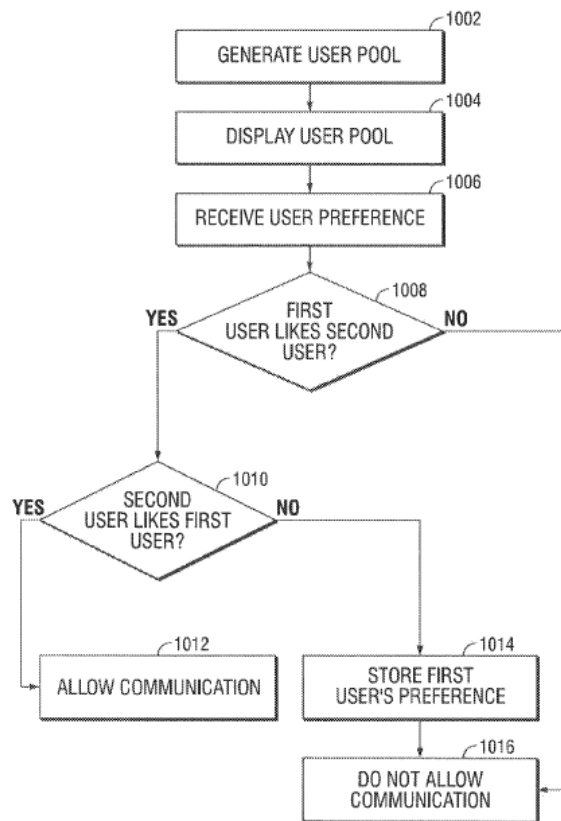 1002
GENERATE USER POOL
1004
DISPLAY USER POOL
1006
RECEIVE USER PREFERENCE
1008
YES
FIRST
NO
USER LIKES SECOND
USER?
1010
YES
SECOND
NO
USER LIKES FIRST
USER?
1012
ALLOW COMMUNICATION
1014
STORE FIRST
USER'S PREFERENCE
1016
DO NOT ALLOW
COMMUNICATION